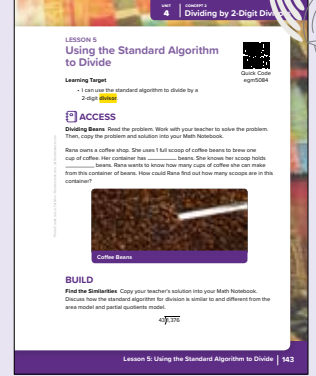 UNIT
4
CONCEPT 2
Dividing by 2-Digit Divisors
LESSON 5
Using the Standard Algorithm
to Divide
Quick Code
egm5084
Learning Target
• I can use the standard algorithm to divide by a
2-digit divisor.
ACCESS
Dividing Beans Read the problem. Work with your teacher to solve the problem.
Then, copy the problem and solution into your Math Notebook.
Rana owns a coffee shop. She uses 1 full scoop of coffee beans to brew one
cup of coffee. Her container has ________ beans. She knows her scoop holds
________ beans. Rana wants to know how many cups of coffee she can make
from this container of beans. How could Rana find out how many scoops are in this
container?
Coffee Beans
BUILD
Find the Similarities Copy your teacher's solution into your Math Notebook.
Discuss how the standard algorithm for division is similar to and different from the
area model and partial quotients model.
Lesson 5: Using the Standard Algorithm to Divide | 143